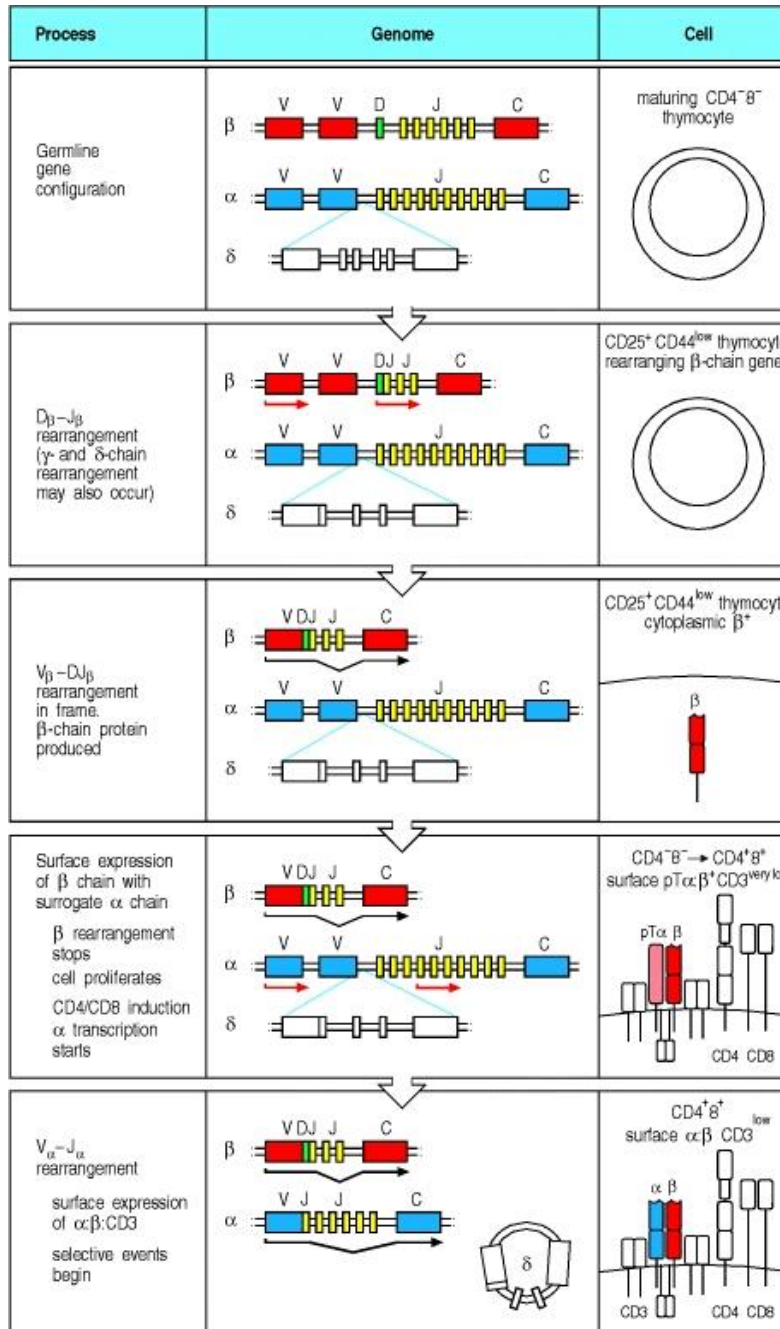 Process Genome Cell
Germline
gene
configuration
V V D J C
β
V V J C
α
δ
maturing CD4⁻8⁻
thymocyte
Dβ–Jβ
rearrangement
(γ- and δ-chain
rearrangement
may also occur)
V V DJ J C
β
V V J C
α
δ
CD25⁺ CD44ˡᵒʷ thymocyt
rearranging β-chain gene
Vβ–DJβ
rearrangement
in frame.
β-chain protein
produced
V DJ J C
β
V V J C
α
δ
CD25⁺ CD44ˡᵒʷ thymocyt
cytoplasmic β⁺
β
Surface expression
of β chain with
surrogate α chain
β rearrangement
stops
cell proliferates
CD4/CD8 induction
α transcription
starts
V DJ J C
β
V V J C
α
δ
CD4⁻8⁻ → CD4⁺8⁺
surface pTα:β⁺ CD3ᵛᵉʳʸ ˡᵒ
pTα β
CD4 CD8
Vα–Jα
rearrangement
surface expression
of α:β:CD3
selective events
begin
V DJ J C
β
V J J C
α
δ
CD4⁺8⁺
surface α:β CD3ˡᵒʷ
α β
CD3 CD4 CD8